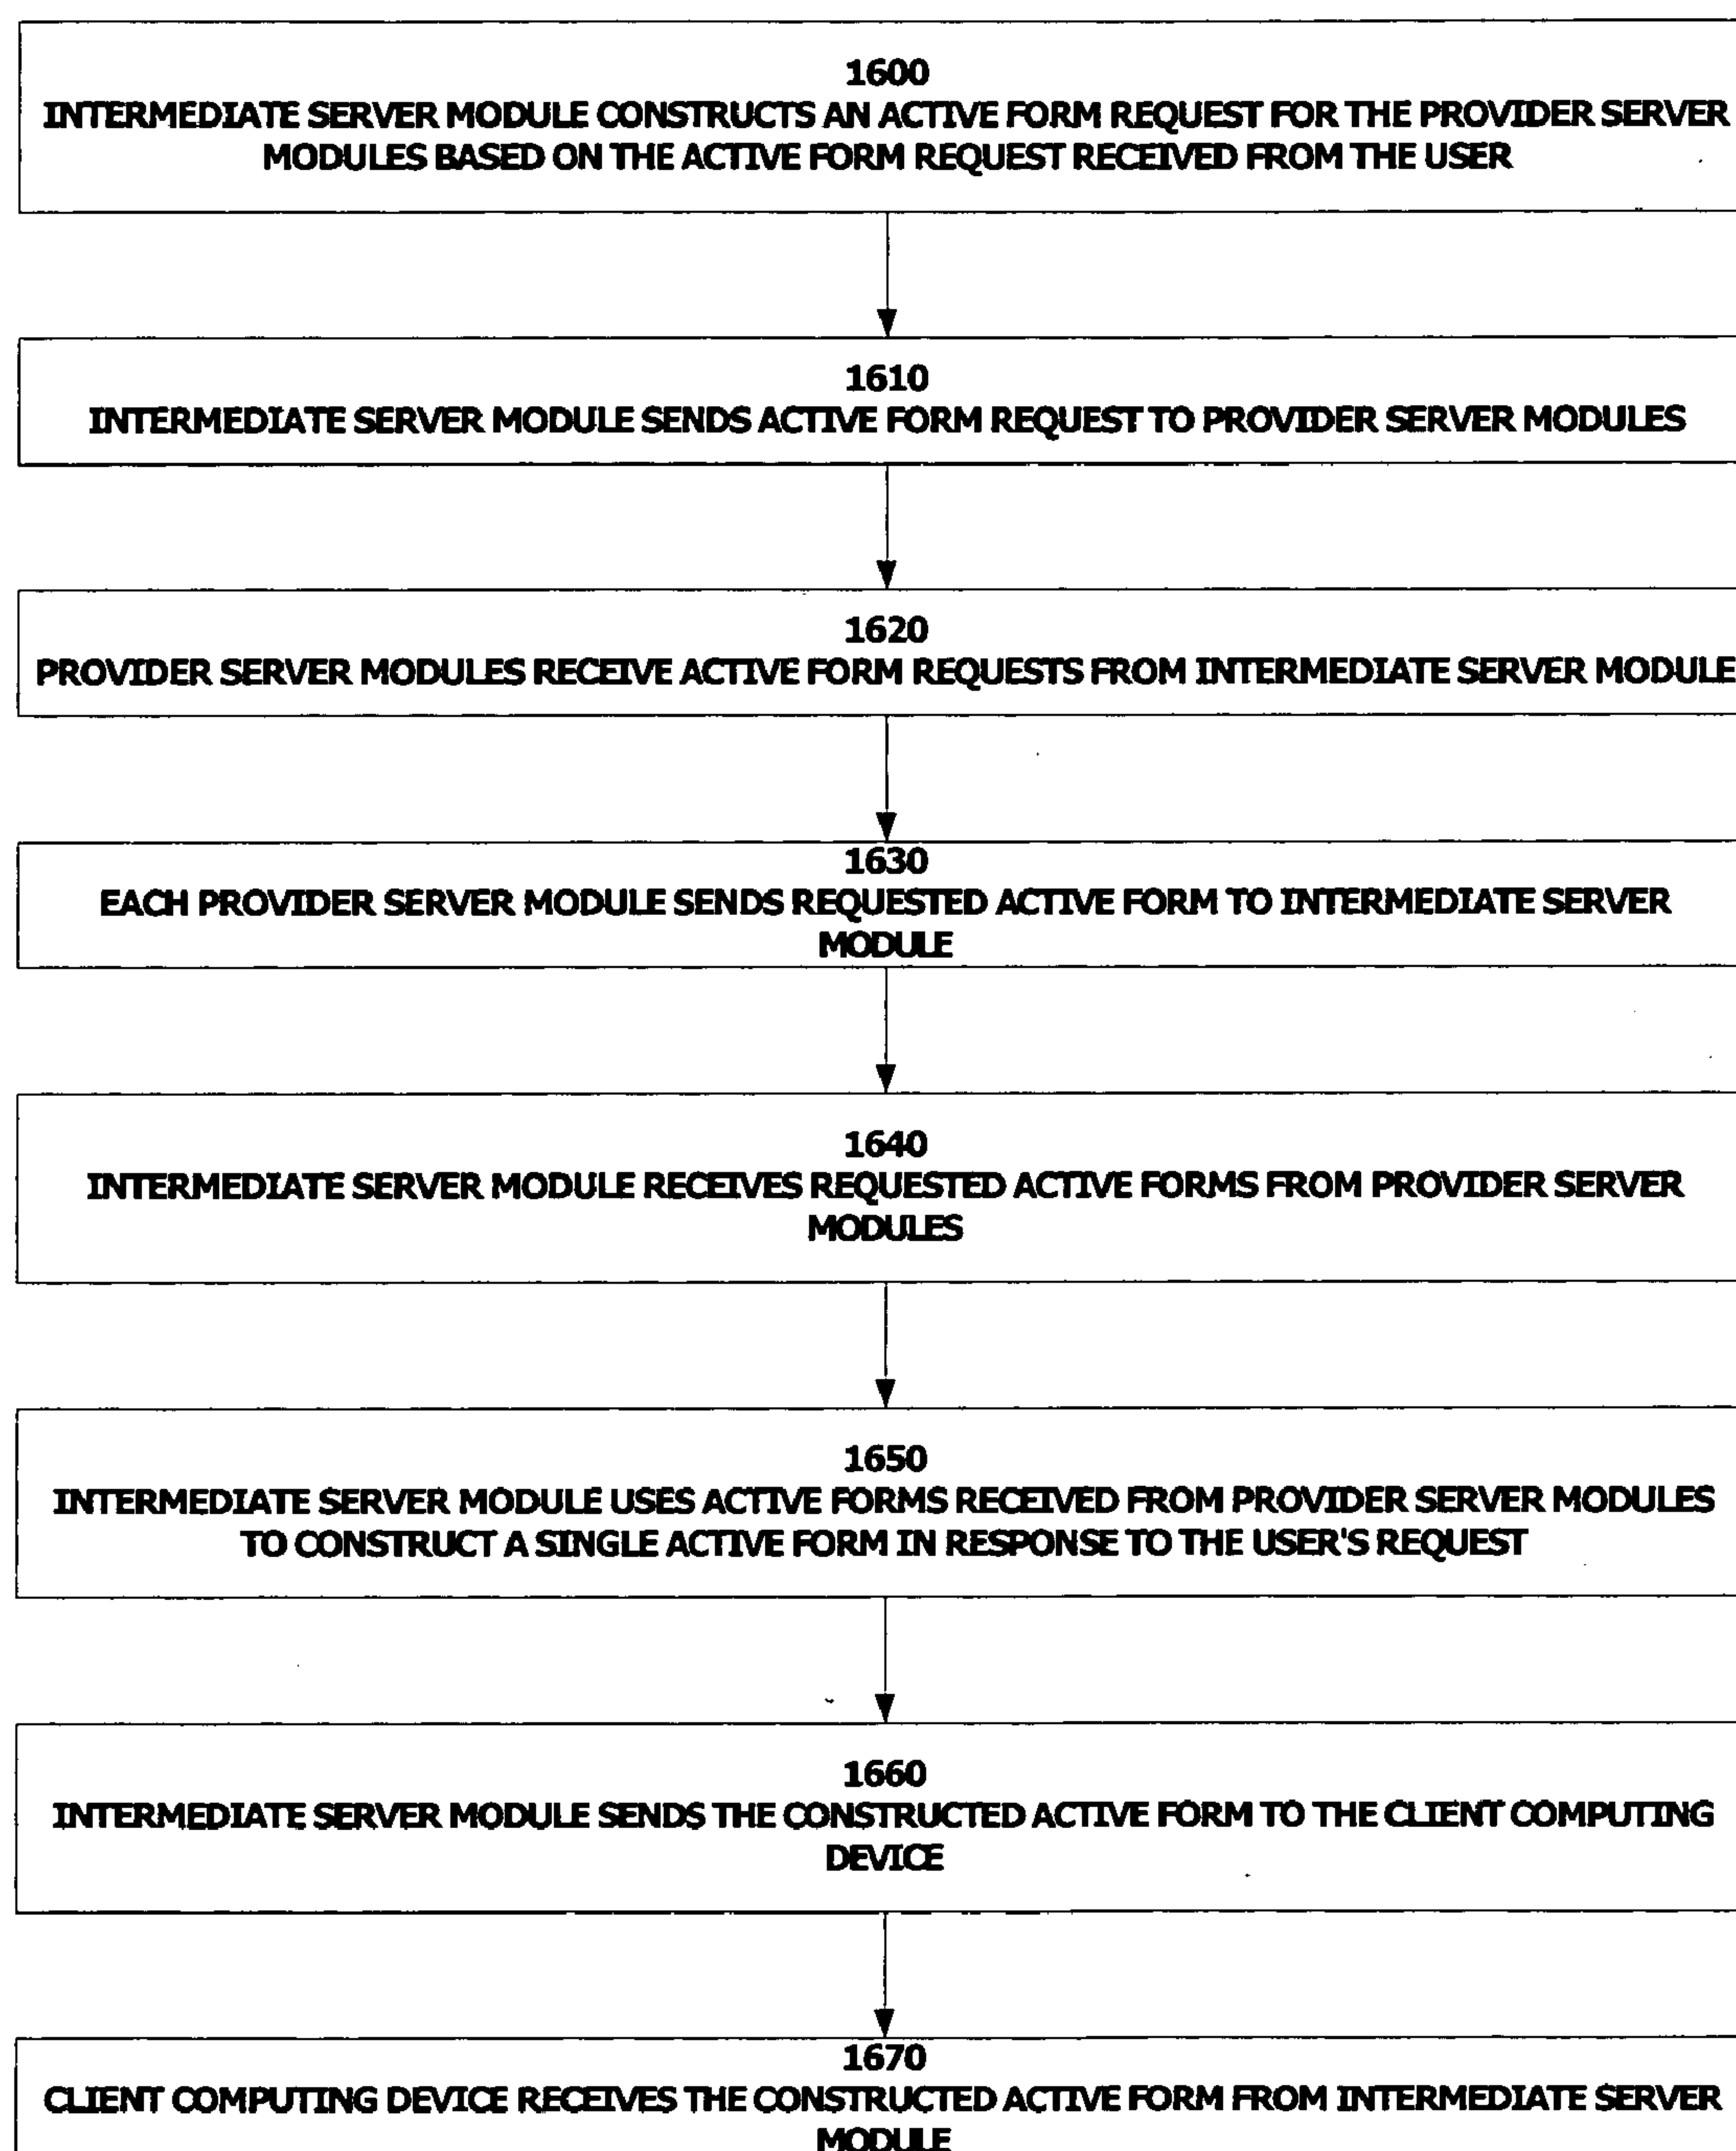 1600
INTERMEDIATE SERVER MODULE CONSTRUCTS AN ACTIVE FORM REQUEST FOR THE PROVIDER SERVER
MODULES BASED ON THE ACTIVE FORM REQUEST RECEIVED FROM THE USER
1610
INTERMEDIATE SERVER MODULE SENDS ACTIVE FORM REQUEST TO PROVIDER SERVER MODULES
1620
PROVIDER SERVER MODULES RECEIVE ACTIVE FORM REQUESTS FROM INTERMEDIATE SERVER MODULE
1630
EACH PROVIDER SERVER MODULE SENDS REQUESTED ACTIVE FORM TO INTERMEDIATE SERVER
MODULE
1640
INTERMEDIATE SERVER MODULE RECEIVES REQUESTED ACTIVE FORMS FROM PROVIDER SERVER
MODULES
1650
INTERMEDIATE SERVER MODULE USES ACTIVE FORMS RECEIVED FROM PROVIDER SERVER MODULES
TO CONSTRUCT A SINGLE ACTIVE FORM IN RESPONSE TO THE USER'S REQUEST
1660
INTERMEDIATE SERVER MODULE SENDS THE CONSTRUCTED ACTIVE FORM TO THE CLIENT COMPUTING
DEVICE
1670
CLIENT COMPUTING DEVICE RECEIVES THE CONSTRUCTED ACTIVE FORM FROM INTERMEDIATE SERVER
MODULE